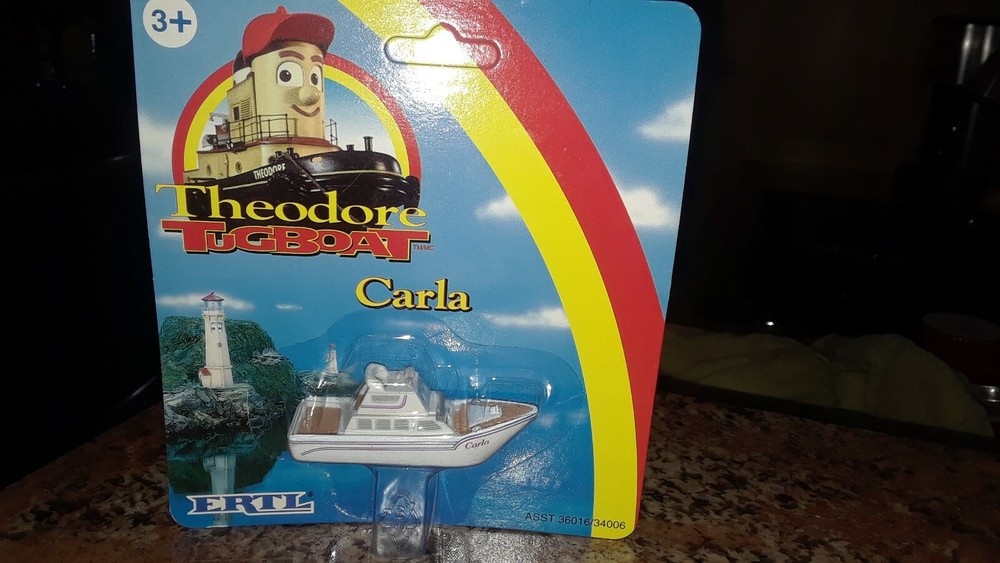 3+
THEODORE
Theodore
TUGBOAT TM/MC
Carla
Carla
ERTL®
ASST 36016/34006